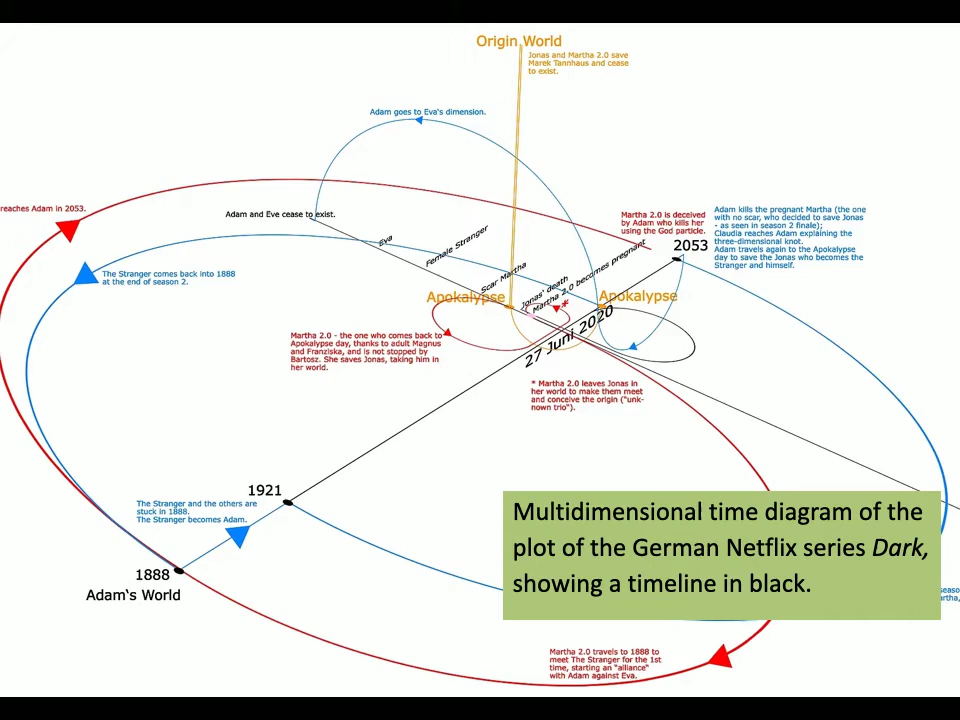 Origin World
Jonas and Martha 2.0 save
Marek Tannhaus and cease
to exist.
Adam goes to Eva's dimension.
reaches Adam in 2053.
Adam and Eve cease to exist.
Eva
Female Stranger
Scar Martha
Jonas' death
Martha 2.0 becomes pregnant
Martha 2.0 is deceived
by Adam who kills her
using the God particle.
2053
Adam kills the pregnant Martha (the one
with no scar, who decided to save Jonas
- as seen in season 2 finale);
Claudia reaches Adam explaining the
three-dimensional knot.
Adam travels again to the Apokalypse
day to save the Jonas who becomes the
Stranger and himself.
The Stranger comes back into 1888
at the end of season 2.
Apokalypse
Apokalypse
*
27 Juni 2020
Martha 2.0 - the one who comes back to
Apokalypse day, thanks to adult Magnus
and Franziska, and is not stopped by
Bartosz. She saves Jonas, taking him in
her world.
* Martha 2.0 leaves Jonas in
her world to make them meet
and conceive the origin ("unk-
nown trio").
1921
The Stranger and the others are
stuck in 1888.
The Stranger becomes Adam.
1888
Adam's World
Multidimensional time diagram of the
plot of the German Netflix series Dark,
showing a timeline in black.
seaso
artha,
Martha 2.0 travels to 1888 to
meet The Stranger for the 1st
time, starting an "alliance"
with Adam against Eva.